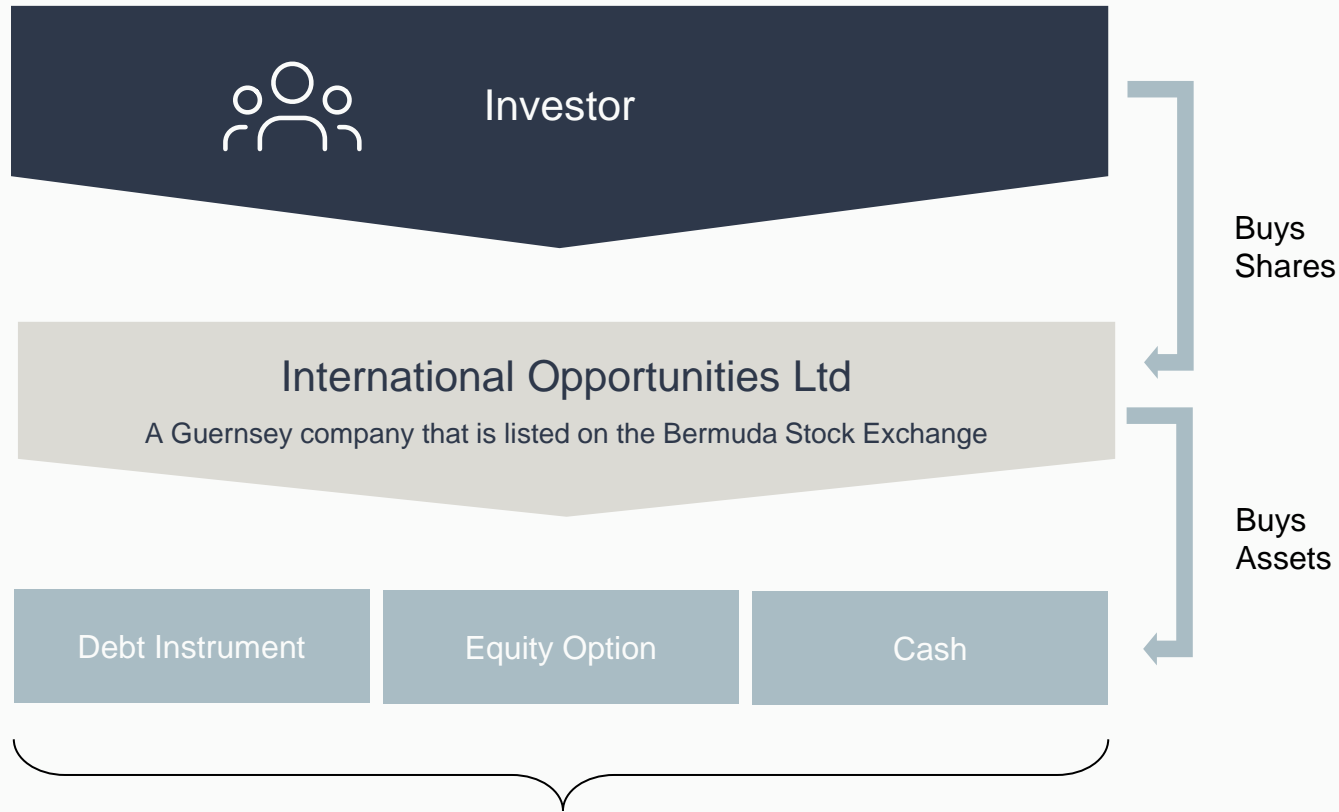 Investor
Buys
Shares
International Opportunities Ltd
A Guernsey company that is listed on the Bermuda Stock Exchange
Buys
Assets
Debt Instrument
Equity Option
Cash